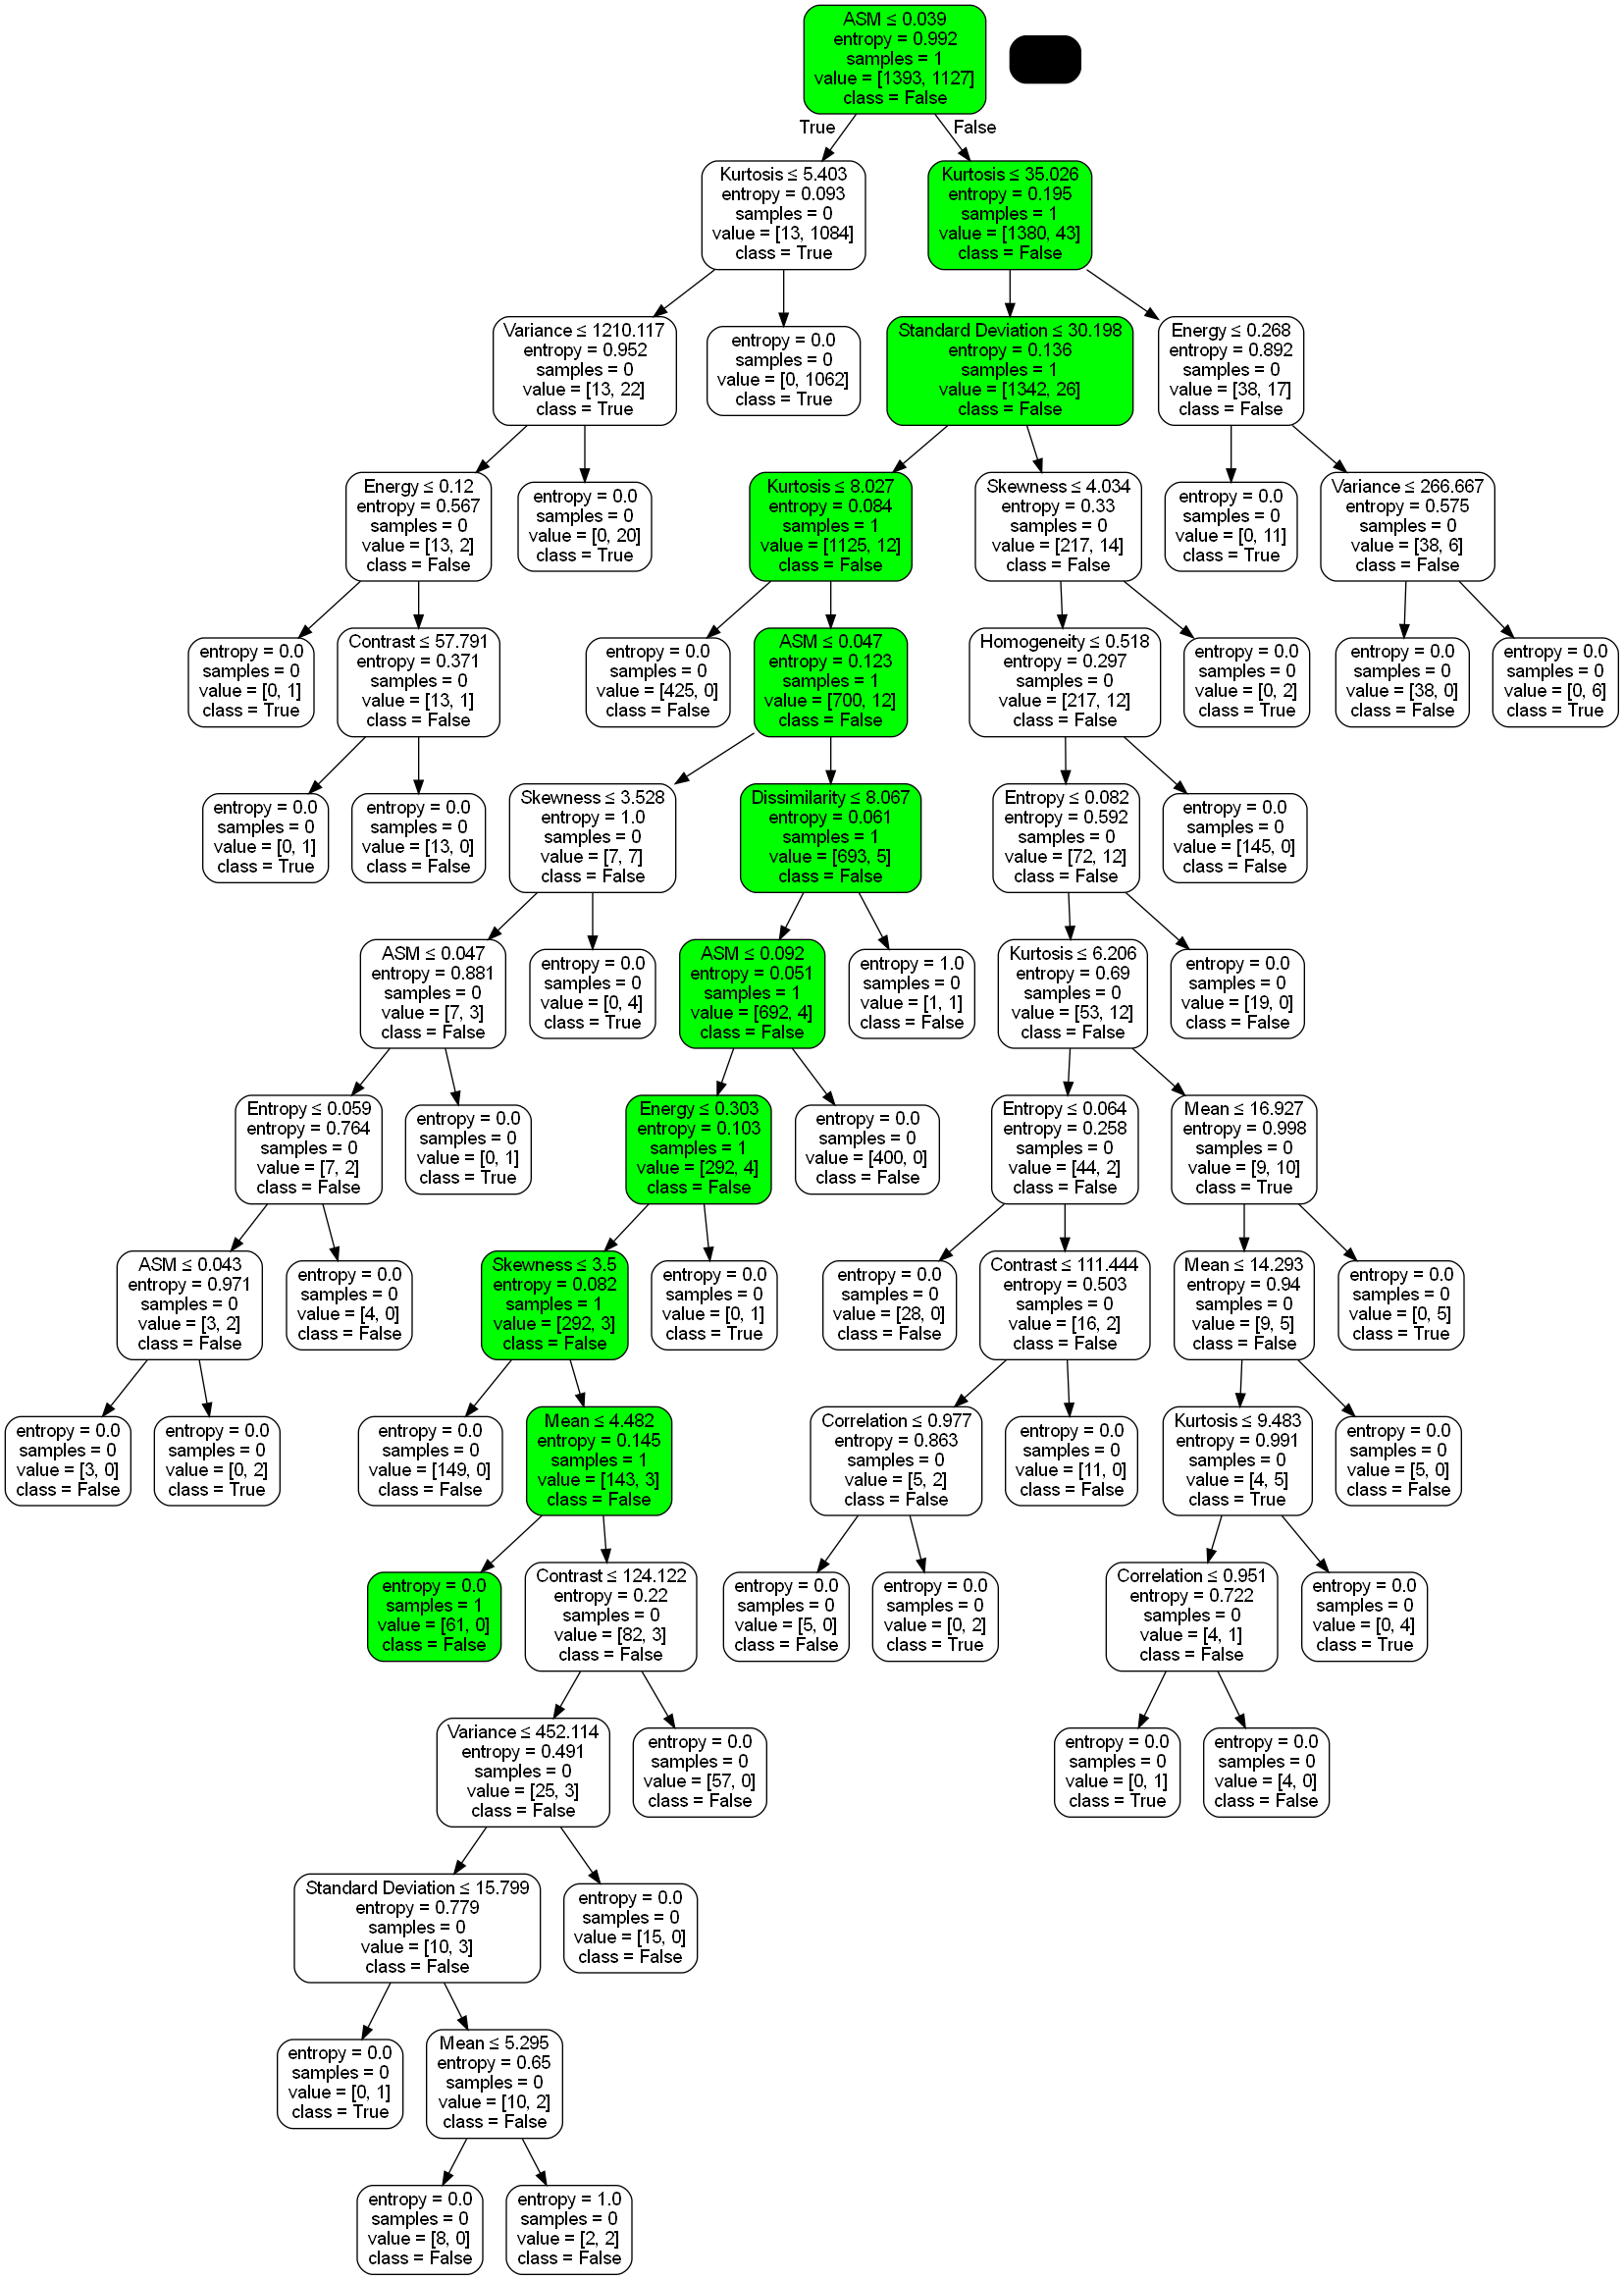 ASM ≤ 0.039
entropy = 0.992
samples = 1
value = [1393, 1127]
class = False
True
False
Kurtosis ≤ 5.403
entropy = 0.093
samples = 0
value = [13, 1084]
class = True
Kurtosis ≤ 35.026
entropy = 0.195
samples = 1
value = [1380, 43]
class = False
Variance ≤ 1210.117
entropy = 0.952
samples = 0
value = [13, 22]
class = True
entropy = 0.0
samples = 0
value = [0, 1062]
class = True
Standard Deviation ≤ 30.198
entropy = 0.136
samples = 1
value = [1342, 26]
class = False
Energy ≤ 0.268
entropy = 0.892
samples = 0
value = [38, 17]
class = False
Energy ≤ 0.12
entropy = 0.567
samples = 0
value = [13, 2]
class = False
entropy = 0.0
samples = 0
value = [0, 20]
class = True
Kurtosis ≤ 8.027
entropy = 0.084
samples = 1
value = [1125, 12]
class = False
Skewness ≤ 4.034
entropy = 0.33
samples = 0
value = [217, 14]
class = False
entropy = 0.0
samples = 0
value = [0, 11]
class = True
Variance ≤ 266.667
entropy = 0.575
samples = 0
value = [38, 6]
class = False
entropy = 0.0
samples = 0
value = [0, 1]
class = True
Contrast ≤ 57.791
entropy = 0.371
samples = 0
value = [13, 1]
class = False
entropy = 0.0
samples = 0
value = [425, 0]
class = False
ASM ≤ 0.047
entropy = 0.123
samples = 1
value = [700, 12]
class = False
Homogeneity ≤ 0.518
entropy = 0.297
samples = 0
value = [217, 12]
class = False
entropy = 0.0
samples = 0
value = [0, 2]
class = True
entropy = 0.0
samples = 0
value = [38, 0]
class = False
entropy = 0.0
samples = 0
value = [0, 6]
class = True
entropy = 0.0
samples = 0
value = [0, 1]
class = True
entropy = 0.0
samples = 0
value = [13, 0]
class = False
Skewness ≤ 3.528
entropy = 1.0
samples = 0
value = [7, 7]
class = False
Dissimilarity ≤ 8.067
entropy = 0.061
samples = 1
value = [693, 5]
class = False
Entropy ≤ 0.082
entropy = 0.592
samples = 0
value = [72, 12]
class = False
entropy = 0.0
samples = 0
value = [145, 0]
class = False
ASM ≤ 0.047
entropy = 0.881
samples = 0
value = [7, 3]
class = False
entropy = 0.0
samples = 0
value = [0, 4]
class = True
ASM ≤ 0.092
entropy = 0.051
samples = 1
value = [692, 4]
class = False
entropy = 1.0
samples = 0
value = [1, 1]
class = False
Kurtosis ≤ 6.206
entropy = 0.69
samples = 0
value = [53, 12]
class = False
entropy = 0.0
samples = 0
value = [19, 0]
class = False
Entropy ≤ 0.059
entropy = 0.764
samples = 0
value = [7, 2]
class = False
entropy = 0.0
samples = 0
value = [0, 1]
class = True
Energy ≤ 0.303
entropy = 0.103
samples = 1
value = [292, 4]
class = False
entropy = 0.0
samples = 0
value = [400, 0]
class = False
Entropy ≤ 0.064
entropy = 0.258
samples = 0
value = [44, 2]
class = False
Mean ≤ 16.927
entropy = 0.998
samples = 0
value = [9, 10]
class = True
ASM ≤ 0.043
entropy = 0.971
samples = 0
value = [3, 2]
class = False
entropy = 0.0
samples = 0
value = [4, 0]
class = False
Skewness ≤ 3.5
entropy = 0.082
samples = 1
value = [292, 3]
class = False
entropy = 0.0
samples = 0
value = [0, 1]
class = True
entropy = 0.0
samples = 0
value = [28, 0]
class = False
Contrast ≤ 111.444
entropy = 0.503
samples = 0
value = [16, 2]
class = False
Mean ≤ 14.293
entropy = 0.94
samples = 0
value = [9, 5]
class = False
entropy = 0.0
samples = 0
value = [0, 5]
class = True
entropy = 0.0
samples = 0
value = [3, 0]
class = False
entropy = 0.0
samples = 0
value = [0, 2]
class = True
entropy = 0.0
samples = 0
value = [149, 0]
class = False
Mean ≤ 4.482
entropy = 0.145
samples = 1
value = [143, 3]
class = False
Correlation ≤ 0.977
entropy = 0.863
samples = 0
value = [5, 2]
class = False
entropy = 0.0
samples = 0
value = [11, 0]
class = False
Kurtosis ≤ 9.483
entropy = 0.991
samples = 0
value = [4, 5]
class = True
entropy = 0.0
samples = 0
value = [5, 0]
class = False
entropy = 0.0
samples = 1
value = [61, 0]
class = False
Contrast ≤ 124.122
entropy = 0.22
samples = 0
value = [82, 3]
class = False
entropy = 0.0
samples = 0
value = [5, 0]
class = False
entropy = 0.0
samples = 0
value = [0, 2]
class = True
Correlation ≤ 0.951
entropy = 0.722
samples = 0
value = [4, 1]
class = False
entropy = 0.0
samples = 0
value = [0, 4]
class = True
Variance ≤ 452.114
entropy = 0.491
samples = 0
value = [25, 3]
class = False
entropy = 0.0
samples = 0
value = [57, 0]
class = False
entropy = 0.0
samples = 0
value = [0, 1]
class = True
entropy = 0.0
samples = 0
value = [4, 0]
class = False
Standard Deviation ≤ 15.799
entropy = 0.779
samples = 0
value = [10, 3]
class = False
entropy = 0.0
samples = 0
value = [15, 0]
class = False
entropy = 0.0
samples = 0
value = [0, 1]
class = True
Mean ≤ 5.295
entropy = 0.65
samples = 0
value = [10, 2]
class = False
entropy = 0.0
samples = 0
value = [8, 0]
class = False
entropy = 1.0
samples = 0
value = [2, 2]
class = False